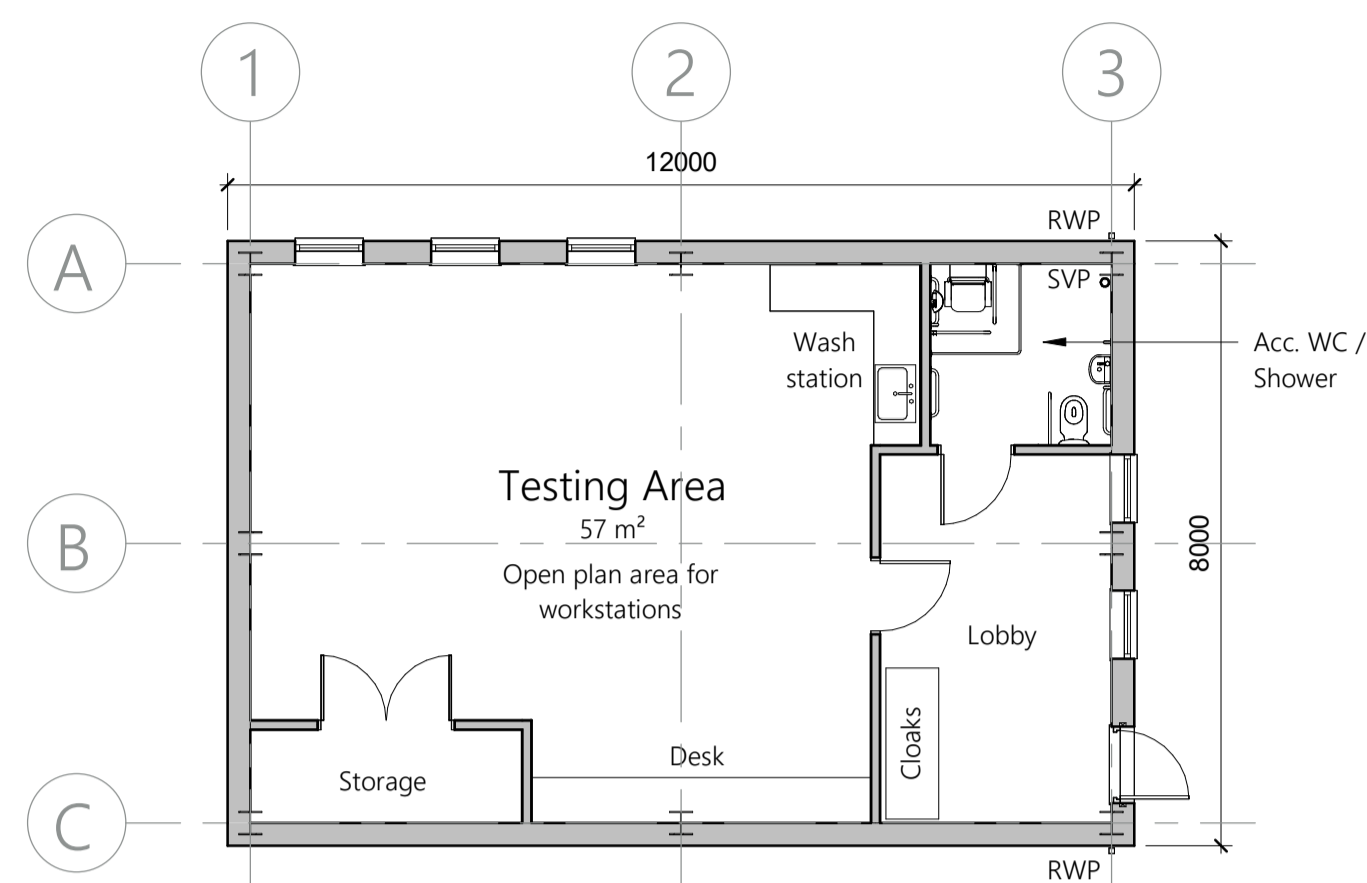 1
2
3
12000
RWP
A
SVP
Wash
station
Acc. WC /
Shower
Testing Area
57 m²
B
8000
Open plan area for
workstations
Lobby
Cloaks
Desk
Storage
C
RWP